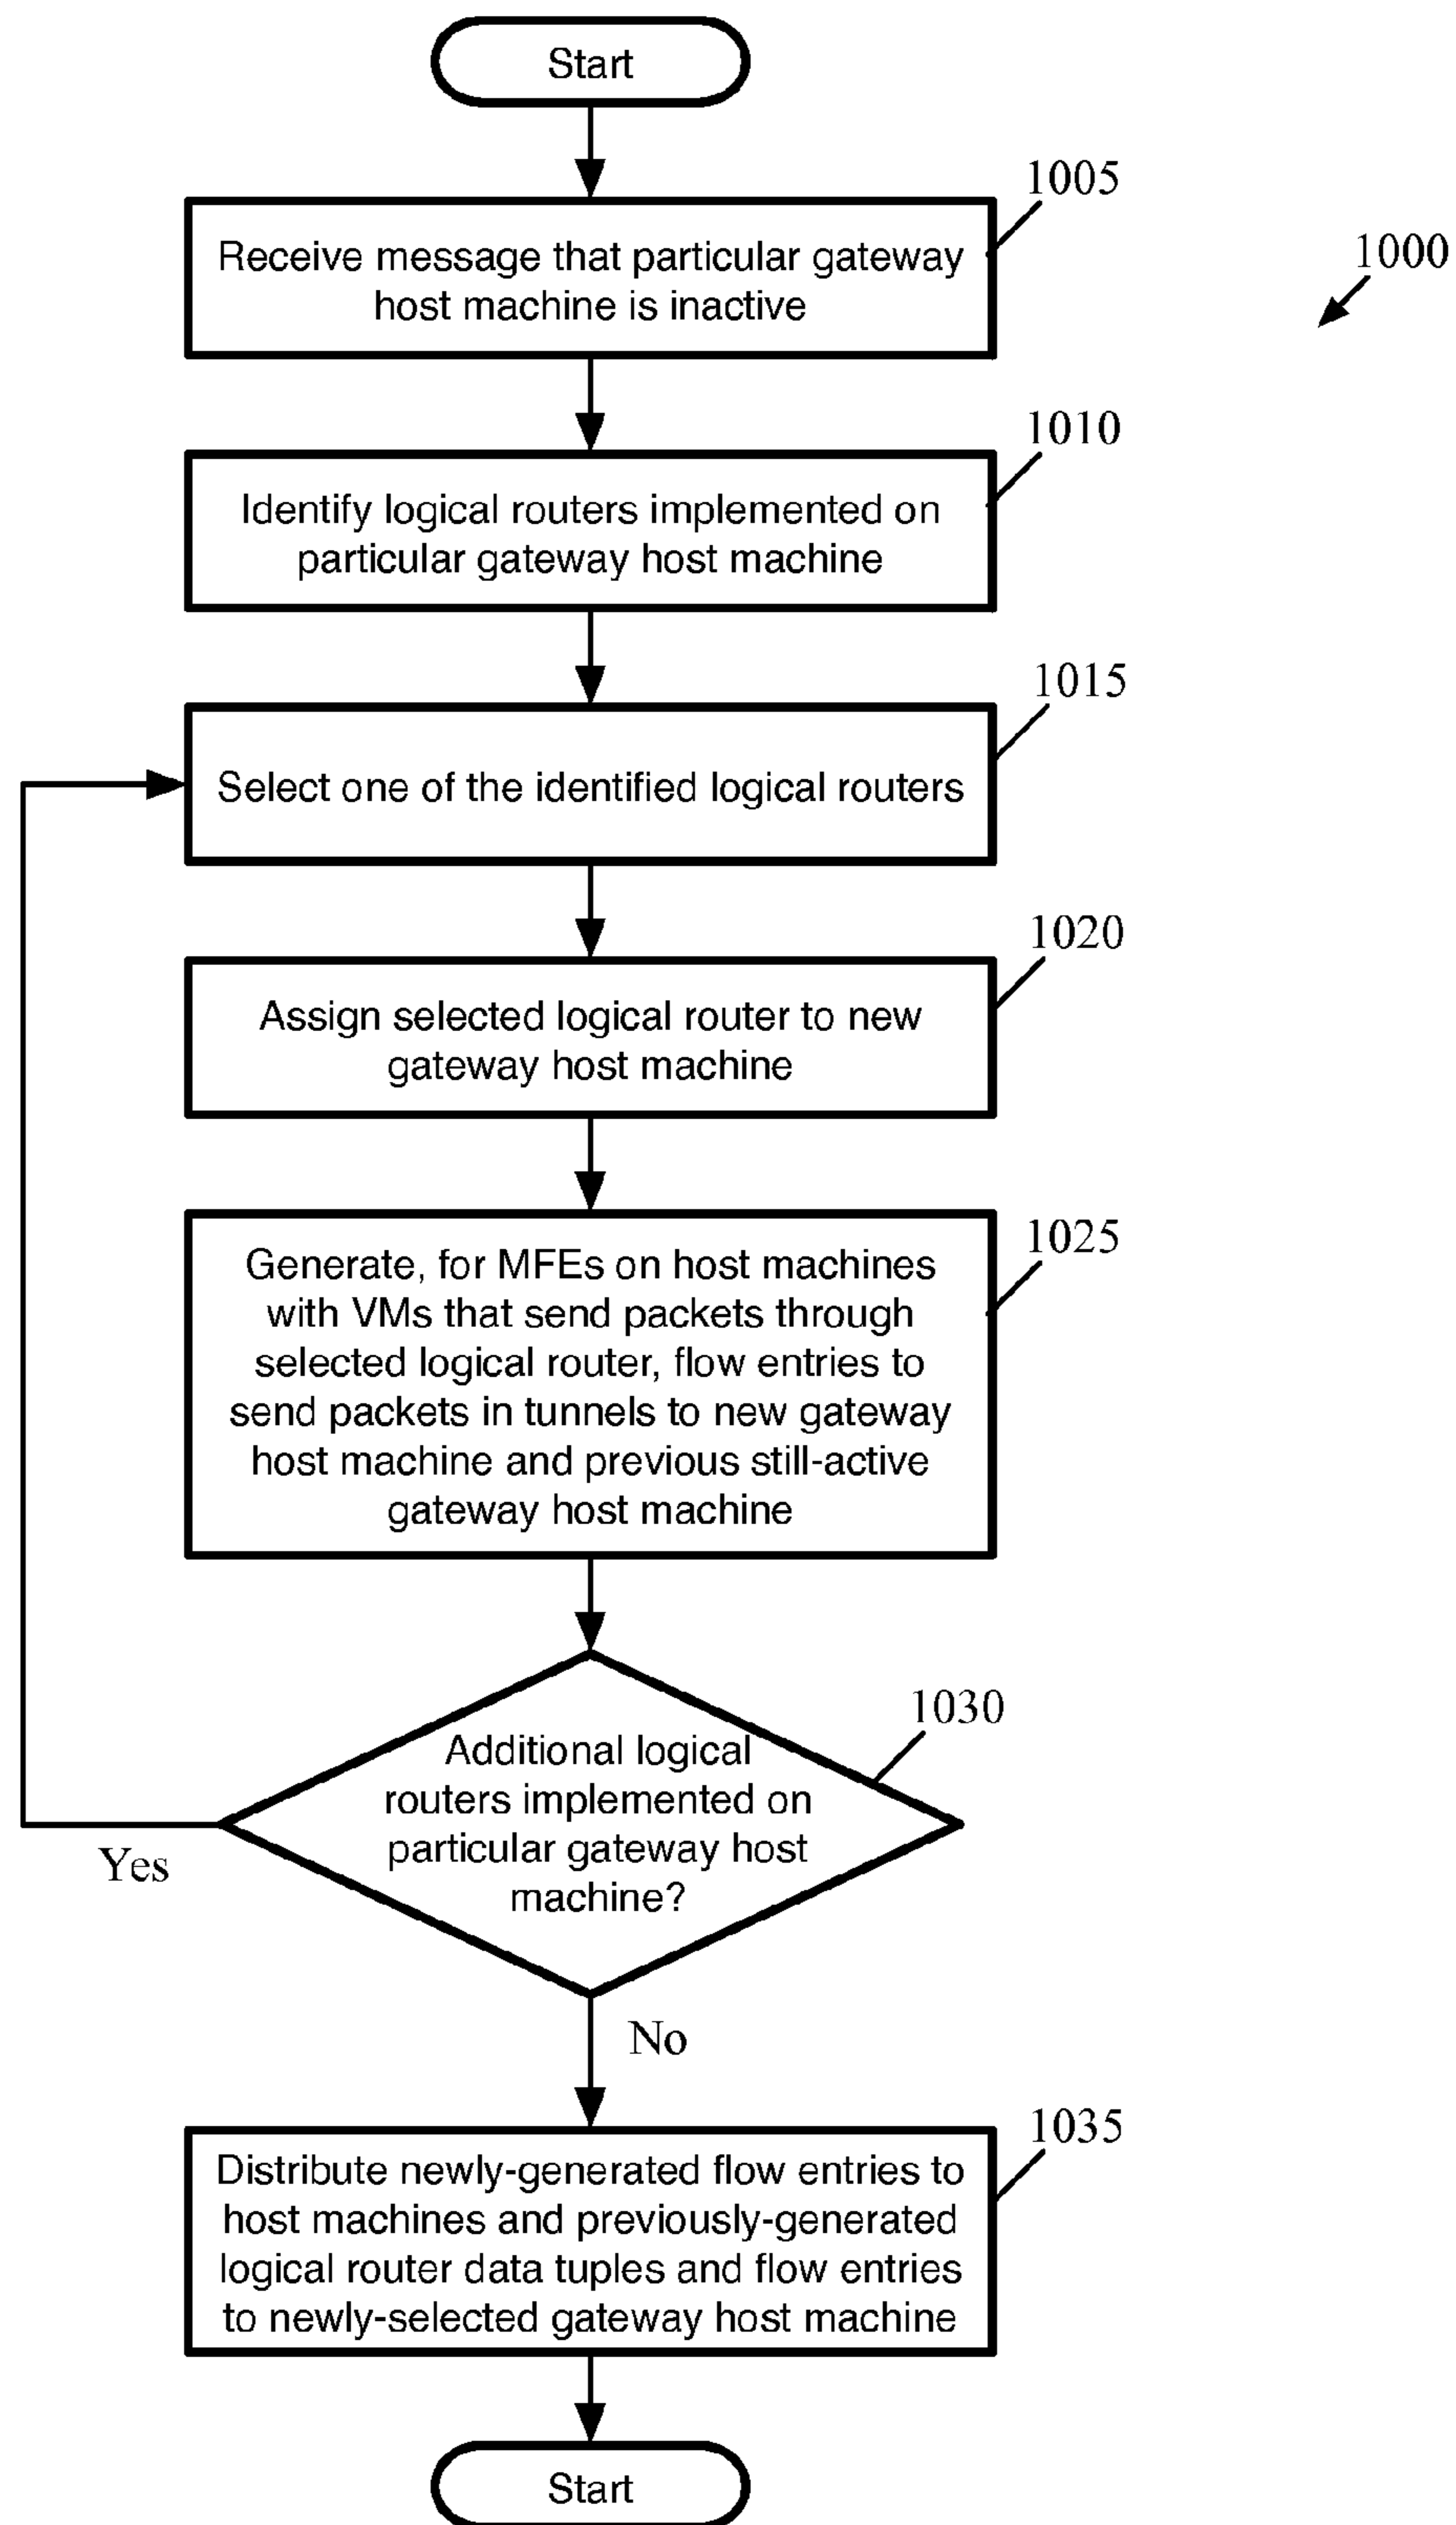 Start
1005
Receive message that particular gateway
host machine is inactive
1000
1010
Identify logical routers implemented on
particular gateway host machine
1015
Select one of the identified logical routers
1020
Assign selected logical router to new
gateway host machine
1025
Generate, for MFEs on host machines
with VMs that send packets through
selected logical router, flow entries to
send packets in tunnels to new gateway
host machine and previous still-active
gateway host machine
1030
Additional logical
routers implemented on
particular gateway host
machine?
Yes
No
1035
Distribute newly-generated flow entries to
host machines and previously-generated
logical router data tuples and flow entries
to newly-selected gateway host machine
Start